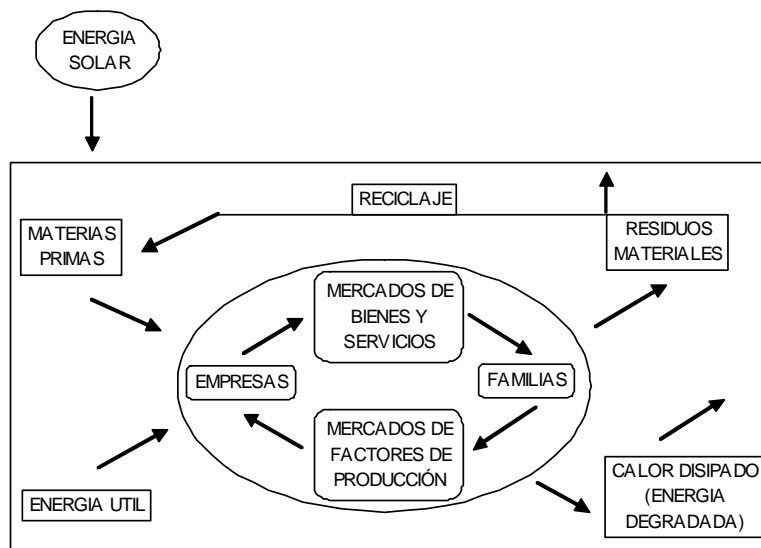 ENERGIA
SOLAR
RECICLAJE
MATERIAS
PRIMAS
RESIDUOS
MATERIALES
MERCADOS DE
BIENES Y
SERVICIOS
EMPRESAS
FAMILIAS
MERCADOS DE
FACTORES DE
PRODUCCIÓN
ENERGIA UTIL
CALOR DISIPADO
(ENERGIA
DEGRADADA)